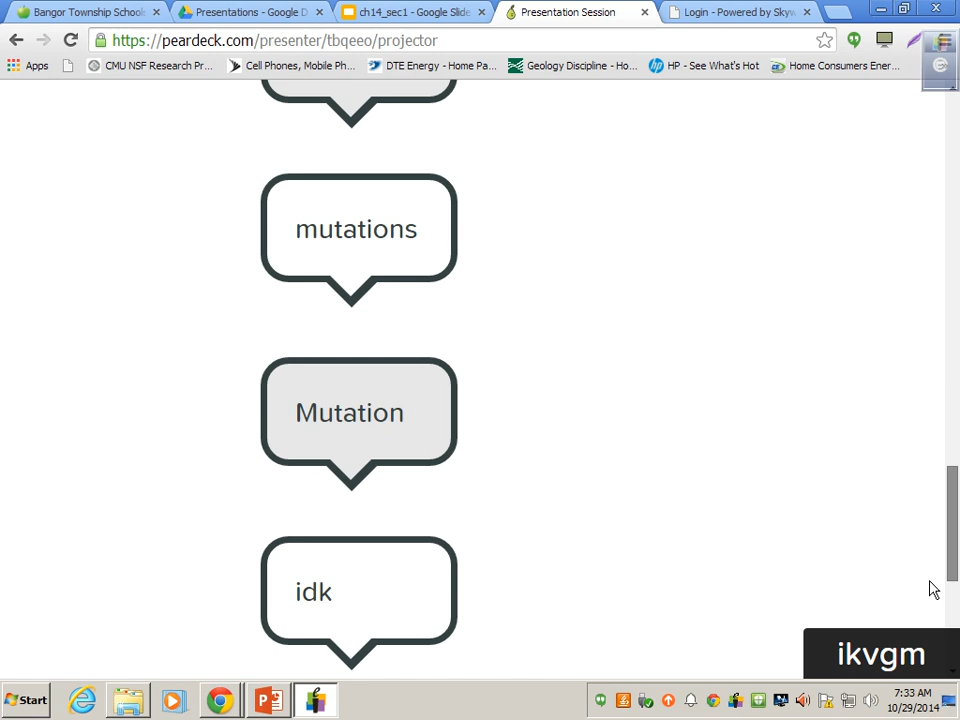 Bangor Township Schools
Presentations - Google D
ch14_sec1 - Google Slide
Presentation Session
Login - Powered by Skyw
https://peardeck.com/presenter/tbqeeo/projector
Apps
CMU NSF Research Pr...
Cell Phones, Mobile Ph...
DTE Energy - Home Pa...
Geology Discipline - Ho...
HP - See What's Hot
Home Consumers Ener...
mutations
Mutation
idk
ikvgm
Start
7:33 AM
10/29/2014